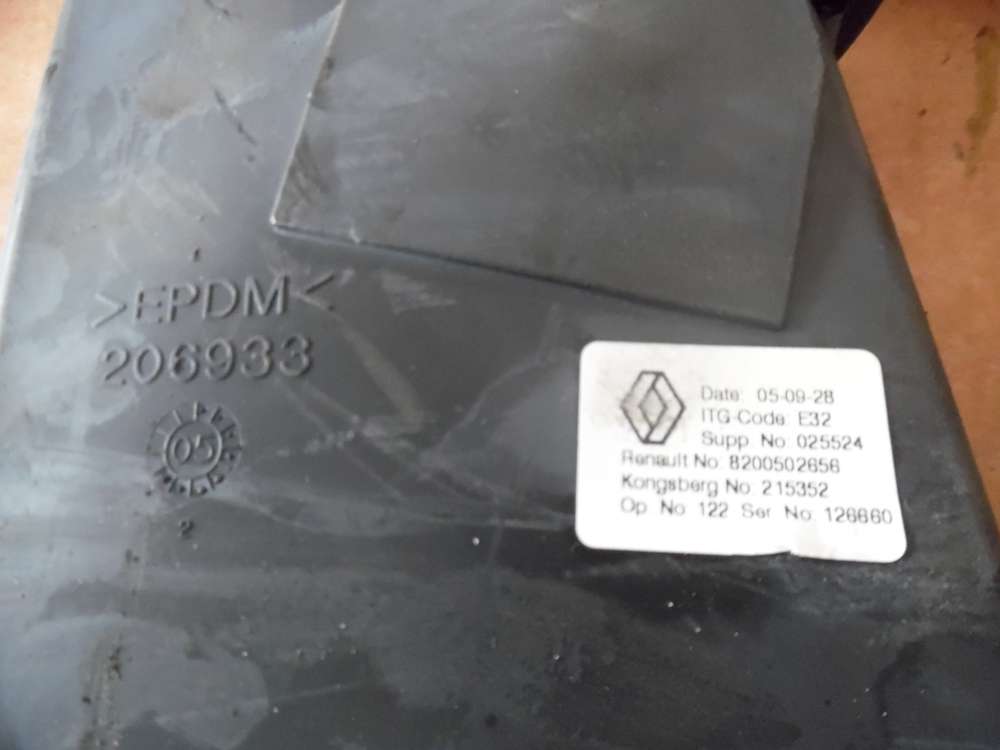 >EPDM<
206933
05
2
Date: 05-09-28
ITG-Code: E32
Supp. No: 025524
Renault No: 8200502656
Kongsberg No: 215352
Op. No: 122 Ser. No: 126660